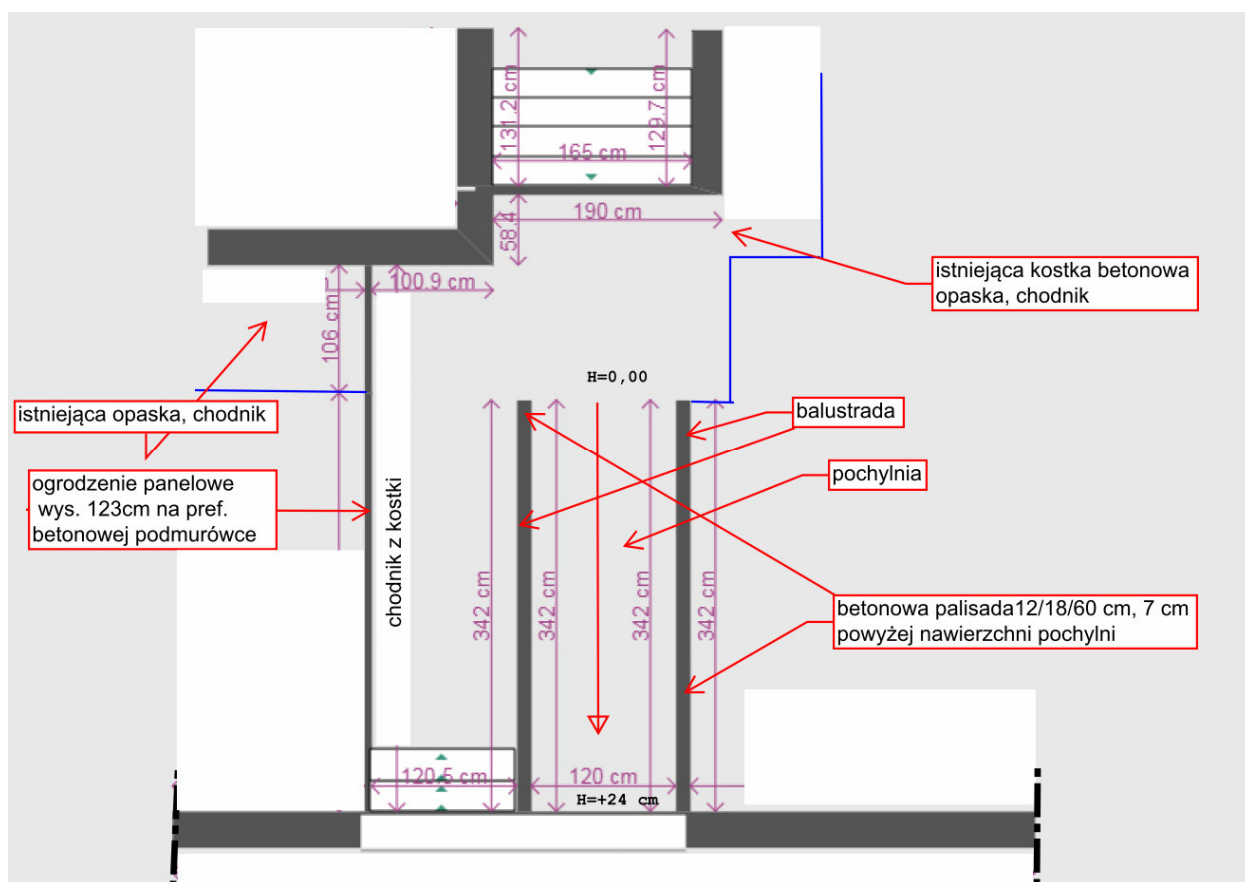 131.2 cm
129.7 cm
165 cm
190 cm
58.4
istniejąca kostka betonowa
opaska, chodnik
100.9 cm
106 cm
H=0,00
istniejąca opaska, chodnik
balustrada
pochylnia
ogrodzenie panelowe
wys. 123cm na pref.
betonowej podmurówce
chodnik z kostki
342 cm
342 cm
342 cm
342 cm
betonowa palisada12/18/60 cm, 7 cm
powyżej nawierzchni pochylni
120.5 cm
120 cm
H=+24 cm